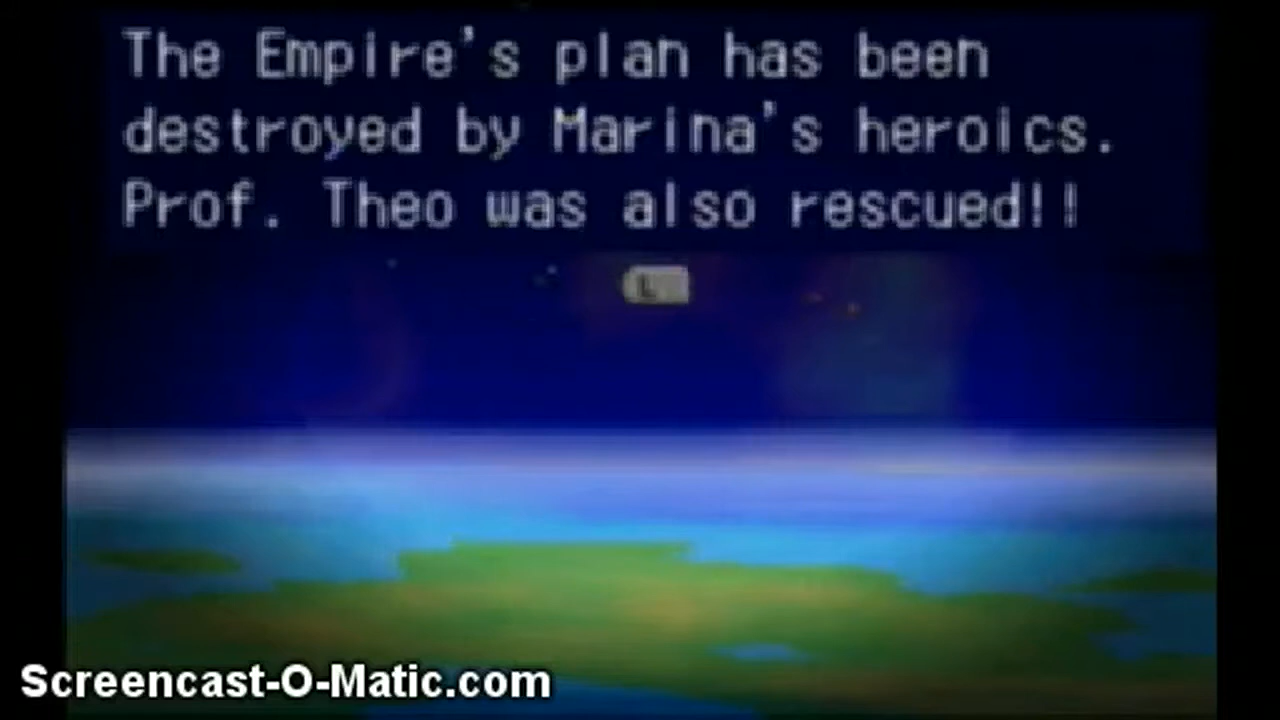 The Empire's plan has been
destroyed by Marina's heroics.
Prof. Theo was also rescued!!
L
Screencast-O-Matic.com